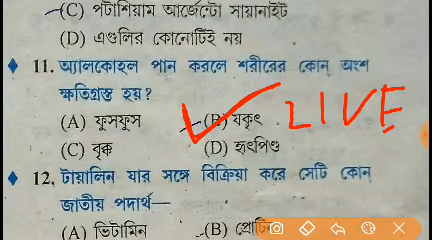 (C) পটাশিয়াম আর্জেন্টো সায়ানাইট
(D) এগুলির কোনোটিই নয়
11. অ্যালকোহল পান করলে শরীরের কোন্ অংশ
ক্ষতিগ্রস্ত হয়?
(A) ফুসফুস (B) যকৃৎ LIVE
(C) বৃক্ক (D) হৃৎপিণ্ড
12. টায়ালিন যার সঙ্গে বিক্রিয়া করে সেটি কোন্
জাতীয় পদার্থ—
(A) ভিটামিন (B)